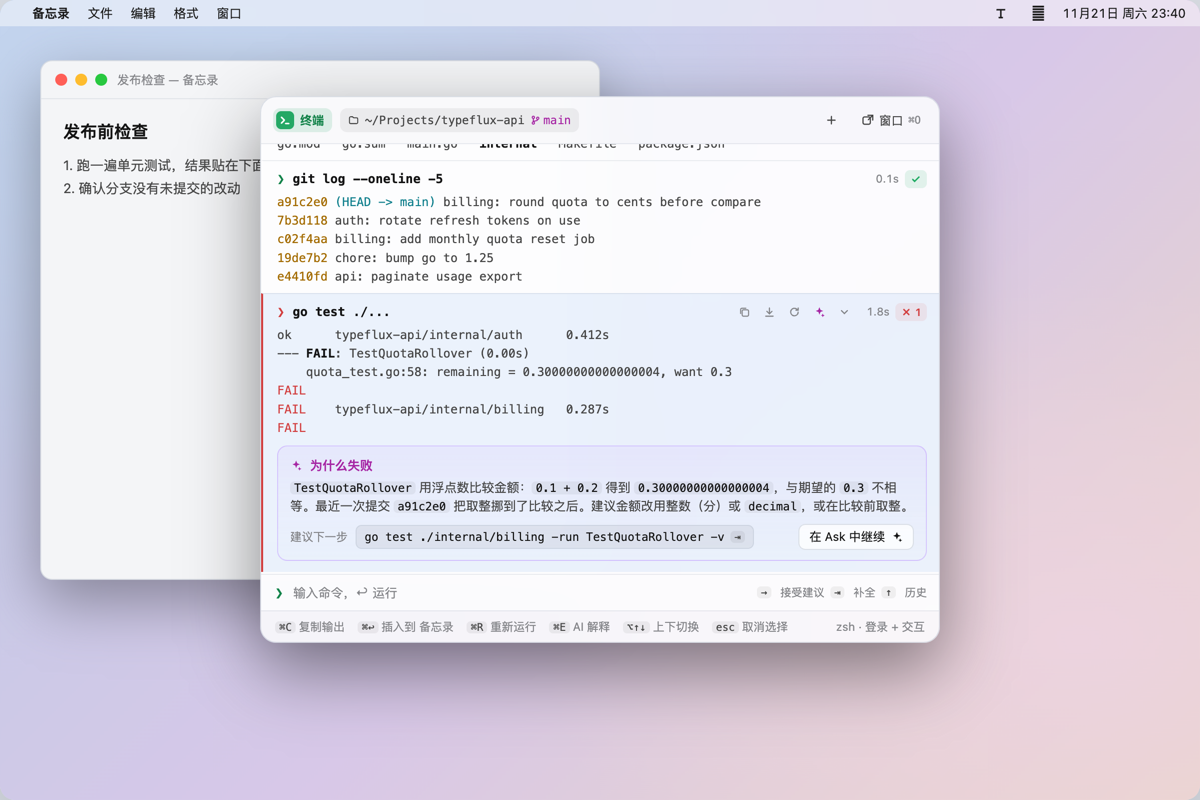 备忘录 文件 编辑 格式 窗口 T 11月21日 周六 23:40
发布检查 — 备忘录
发布前检查
1. 跑一遍单元测试，结果贴在下面
2. 确认分支没有未提交的改动
终端 ~/Projects/typeflux-api main + 窗口 ⌘0
go.mod go.sum main.go internal Makefile package.json
❯ git log --oneline -5 0.1s ✓
a91c2e0 (HEAD -> main) billing: round quota to cents before compare
7b3d118 auth: rotate refresh tokens on use
c02f4aa billing: add monthly quota reset job
19de7b2 chore: bump go to 1.25
e4410fd api: paginate usage export
❯ go test ./... 1.8s ✕ 1
ok typeflux-api/internal/auth 0.412s
--- FAIL: TestQuotaRollover (0.00s)
quota_test.go:58: remaining = 0.30000000000000004, want 0.3
FAIL
FAIL typeflux-api/internal/billing 0.287s
FAIL
为什么失败
TestQuotaRollover 用浮点数比较金额： 0.1 + 0.2 得到 0.30000000000000004 ，与期望的 0.3 不相
等。最近一次提交 a91c2e0 把取整挪到了比较之后。建议金额改用整数（分）或 decimal ，或在比较前取整。
建议下一步 go test ./internal/billing -run TestQuotaRollover -v ⇥ 在 Ask 中继续
❯ 输入命令，↩ 运行 → 接受建议 ⇥ 补全 ↑ 历史
⌘C 复制输出 ⌘↩ 插入到 备忘录 ⌘R 重新运行 ⌘E AI 解释 ⌥↑↓ 上下切换 esc 取消选择 zsh · 登录 + 交互